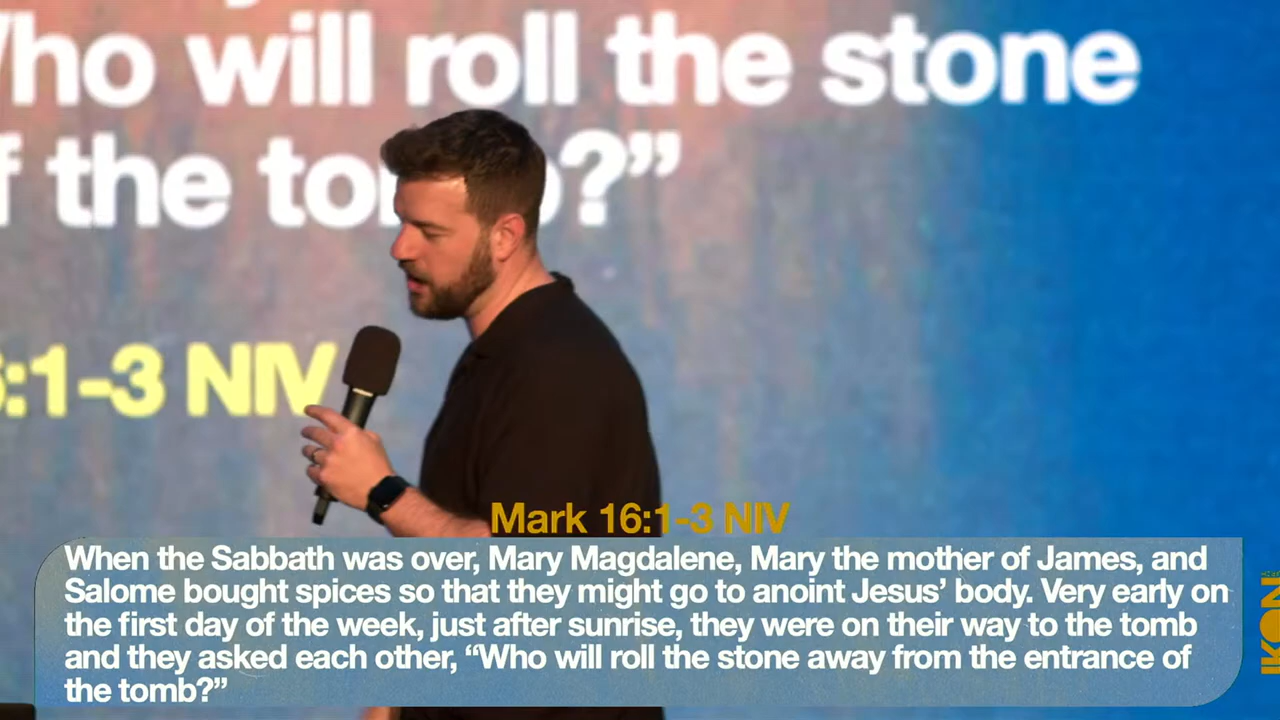 Who will roll the stone
of the tomb?”
:1-3 NIV
Mark 16:1-3 NIV
When the Sabbath was over, Mary Magdalene, Mary the mother of James, and
Salome bought spices so that they might go to anoint Jesus’ body. Very early on
the first day of the week, just after sunrise, they were on their way to the tomb
and they asked each other, “Who will roll the stone away from the entrance of
the tomb?”
IKON